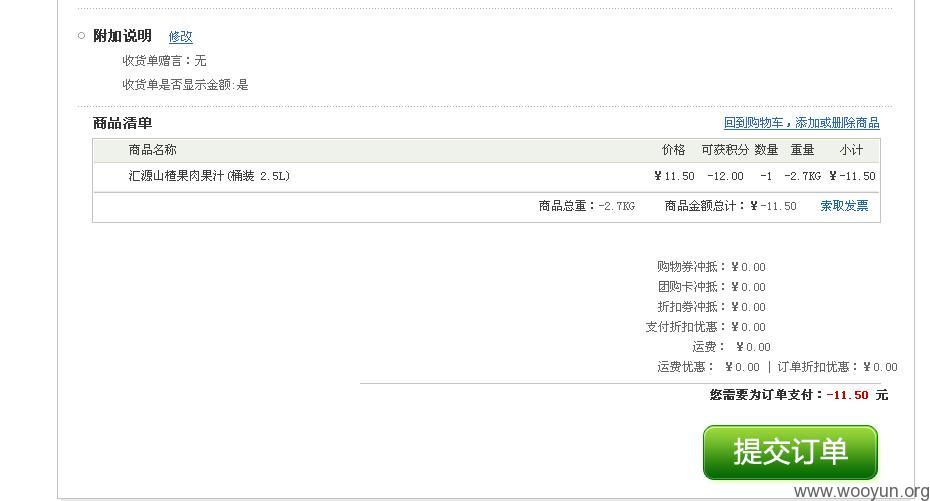 附加说明 修改
收货单赠言：无
收货单是否显示金额:是
商品清单 回到购物车，添加或删除商品
商品名称 价格 可获积分 数量 重量 小计
汇源山楂果肉果汁(桶装 2.5L) ￥11.50 -12.00 -1 -2.7KG ￥-11.50
商品总重：-2.7KG 商品金额总计：￥-11.50 索取发票
购物券冲抵：￥0.00
团购卡冲抵：￥0.00
折扣劵冲抵：￥0.00
支付折扣优惠：￥0.00
运费： ￥0.00
运费优惠： ￥0.00 | 订单折扣优惠：￥0.00
您需要为订单支付：-11.50 元
提交订单
www.wooyun.org